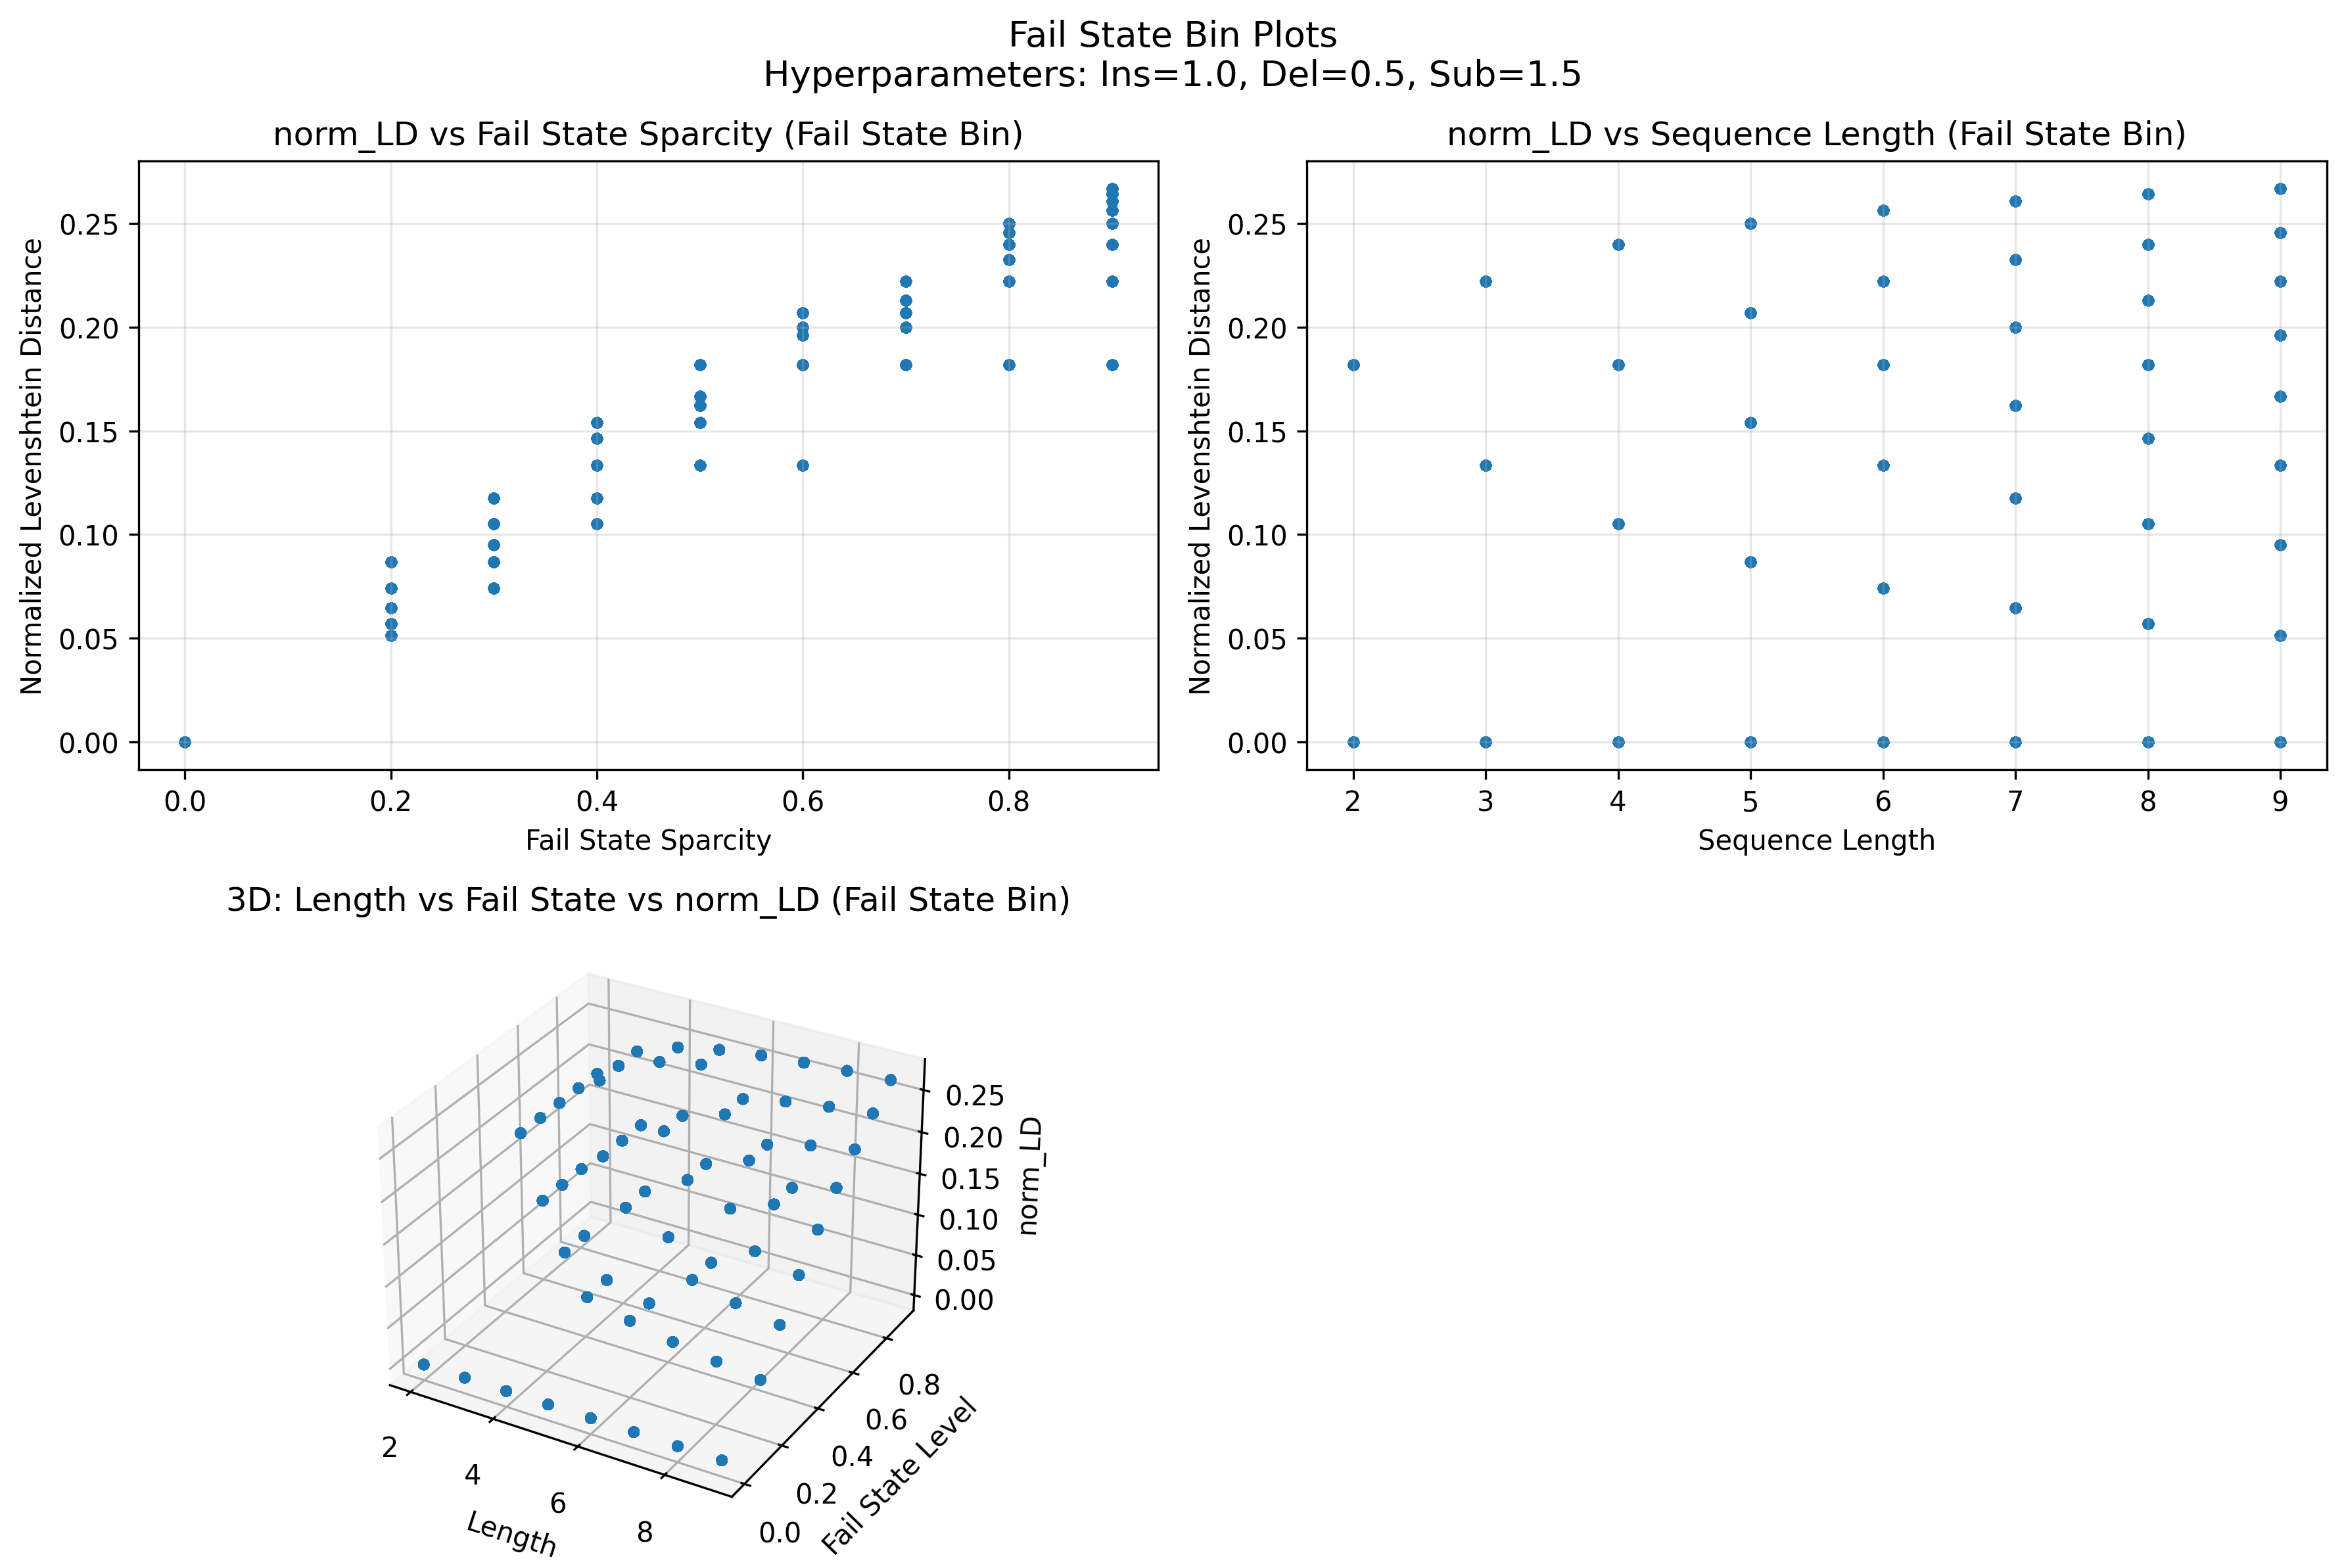 Fail State Bin Plots
Hyperparameters: Ins=1.0, Del=0.5, Sub=1.5
norm_LD vs Fail State Sparcity (Fail State Bin)
Normalized Levenshtein Distance
0.25
0.20
0.15
0.10
0.05
0.00
0.0 0.2 0.4 0.6 0.8
Fail State Sparcity
norm_LD vs Sequence Length (Fail State Bin)
Normalized Levenshtein Distance
0.25
0.20
0.15
0.10
0.05
0.00
2 3 4 5 6 7 8 9
Sequence Length
3D: Length vs Fail State vs norm_LD (Fail State Bin)
0.25
0.20
0.15
0.10
0.05
0.00
norm_LD
0.8
0.6
0.4
0.2
0.0
Fail State Level
2
4
6
8
Length